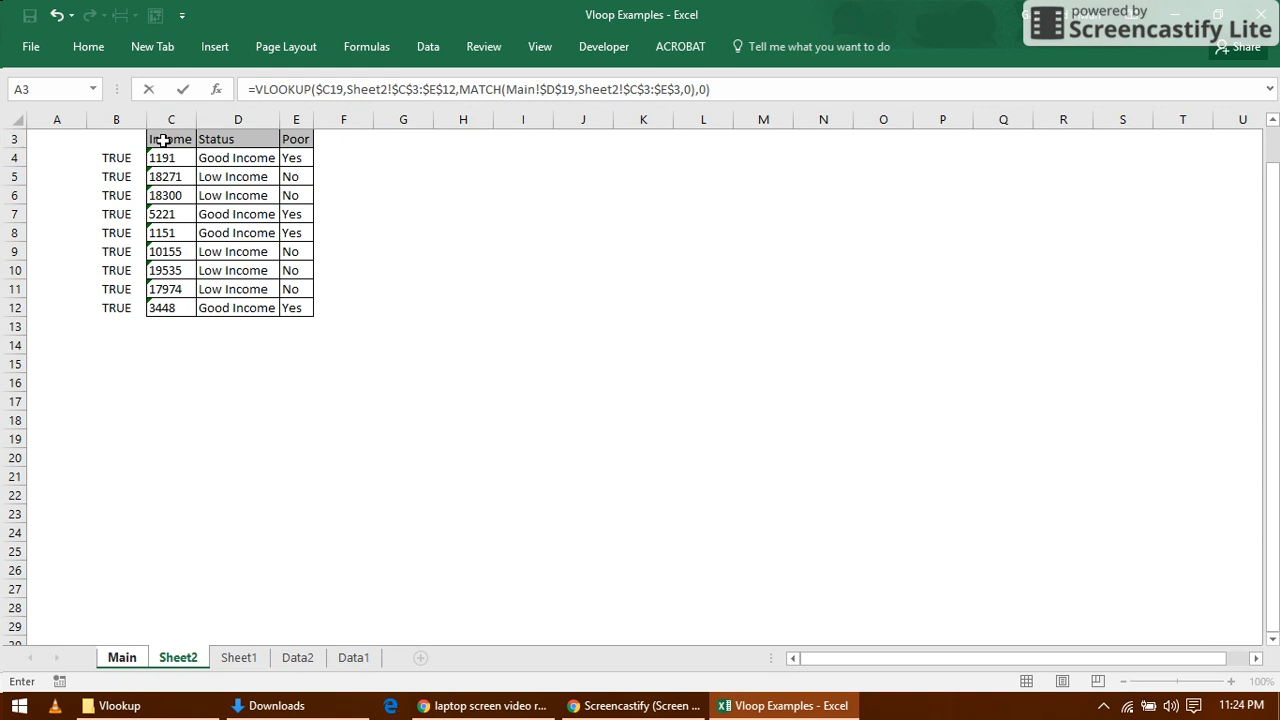 Vloop Examples - Excel
powered by
Screencastify Lite
File Home New Tab Insert Page Layout Formulas Data Review View Developer ACROBAT Tell me what you want to do Share
A3 fx =VLOOKUP($C19,Sheet2!$C$3:$E$12,MATCH(Main!$D$19,Sheet2!$C$3:$E$3,0),0)
A B C D E F G H I J K L M N O P Q R S T U
3 Income Status Poor
4 TRUE 1191 Good Income Yes
5 TRUE 18271 Low Income No
6 TRUE 18300 Low Income No
7 TRUE 5221 Good Income Yes
8 TRUE 1151 Good Income Yes
9 TRUE 10155 Low Income No
10 TRUE 19535 Low Income No
11 TRUE 17974 Low Income No
12 TRUE 3448 Good Income Yes
13
14
15
16
17
18
19
20
21
22
23
24
25
26
27
28
29
Main Sheet2 Sheet1 Data2 Data1
Enter 100%
Vlookup Downloads laptop screen video r... Screencastify (Screen ... Vloop Examples - Excel 11:24 PM